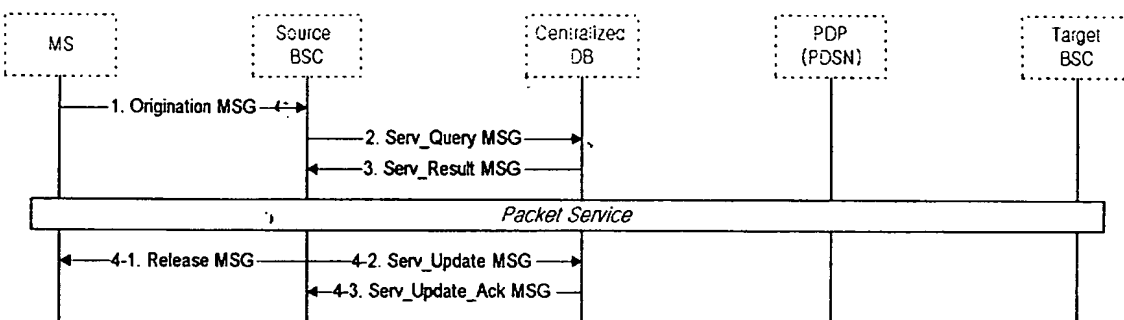 MS
Source
BSC
Centralized
DB
PDP
(PDSN)
Target
BSC
1. Origination MSG
2. Serv_Query MSG
3. Serv_Result MSG
Packet Service
4-1. Release MSG
4-2. Serv_Update MSG
4-3. Serv_Update_Ack MSG